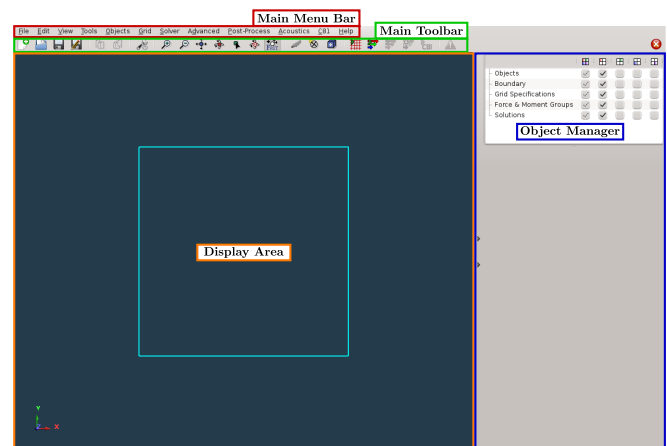 Main Menu Bar
File Edit View Tools Objects Grid Solver Advanced Post-Process Acoustics C81 Help
Main Toolbar
Objects
Boundary
Grid Specifications
Force & Moment Groups
Solutions
Object Manager
Display Area
Y
Z X